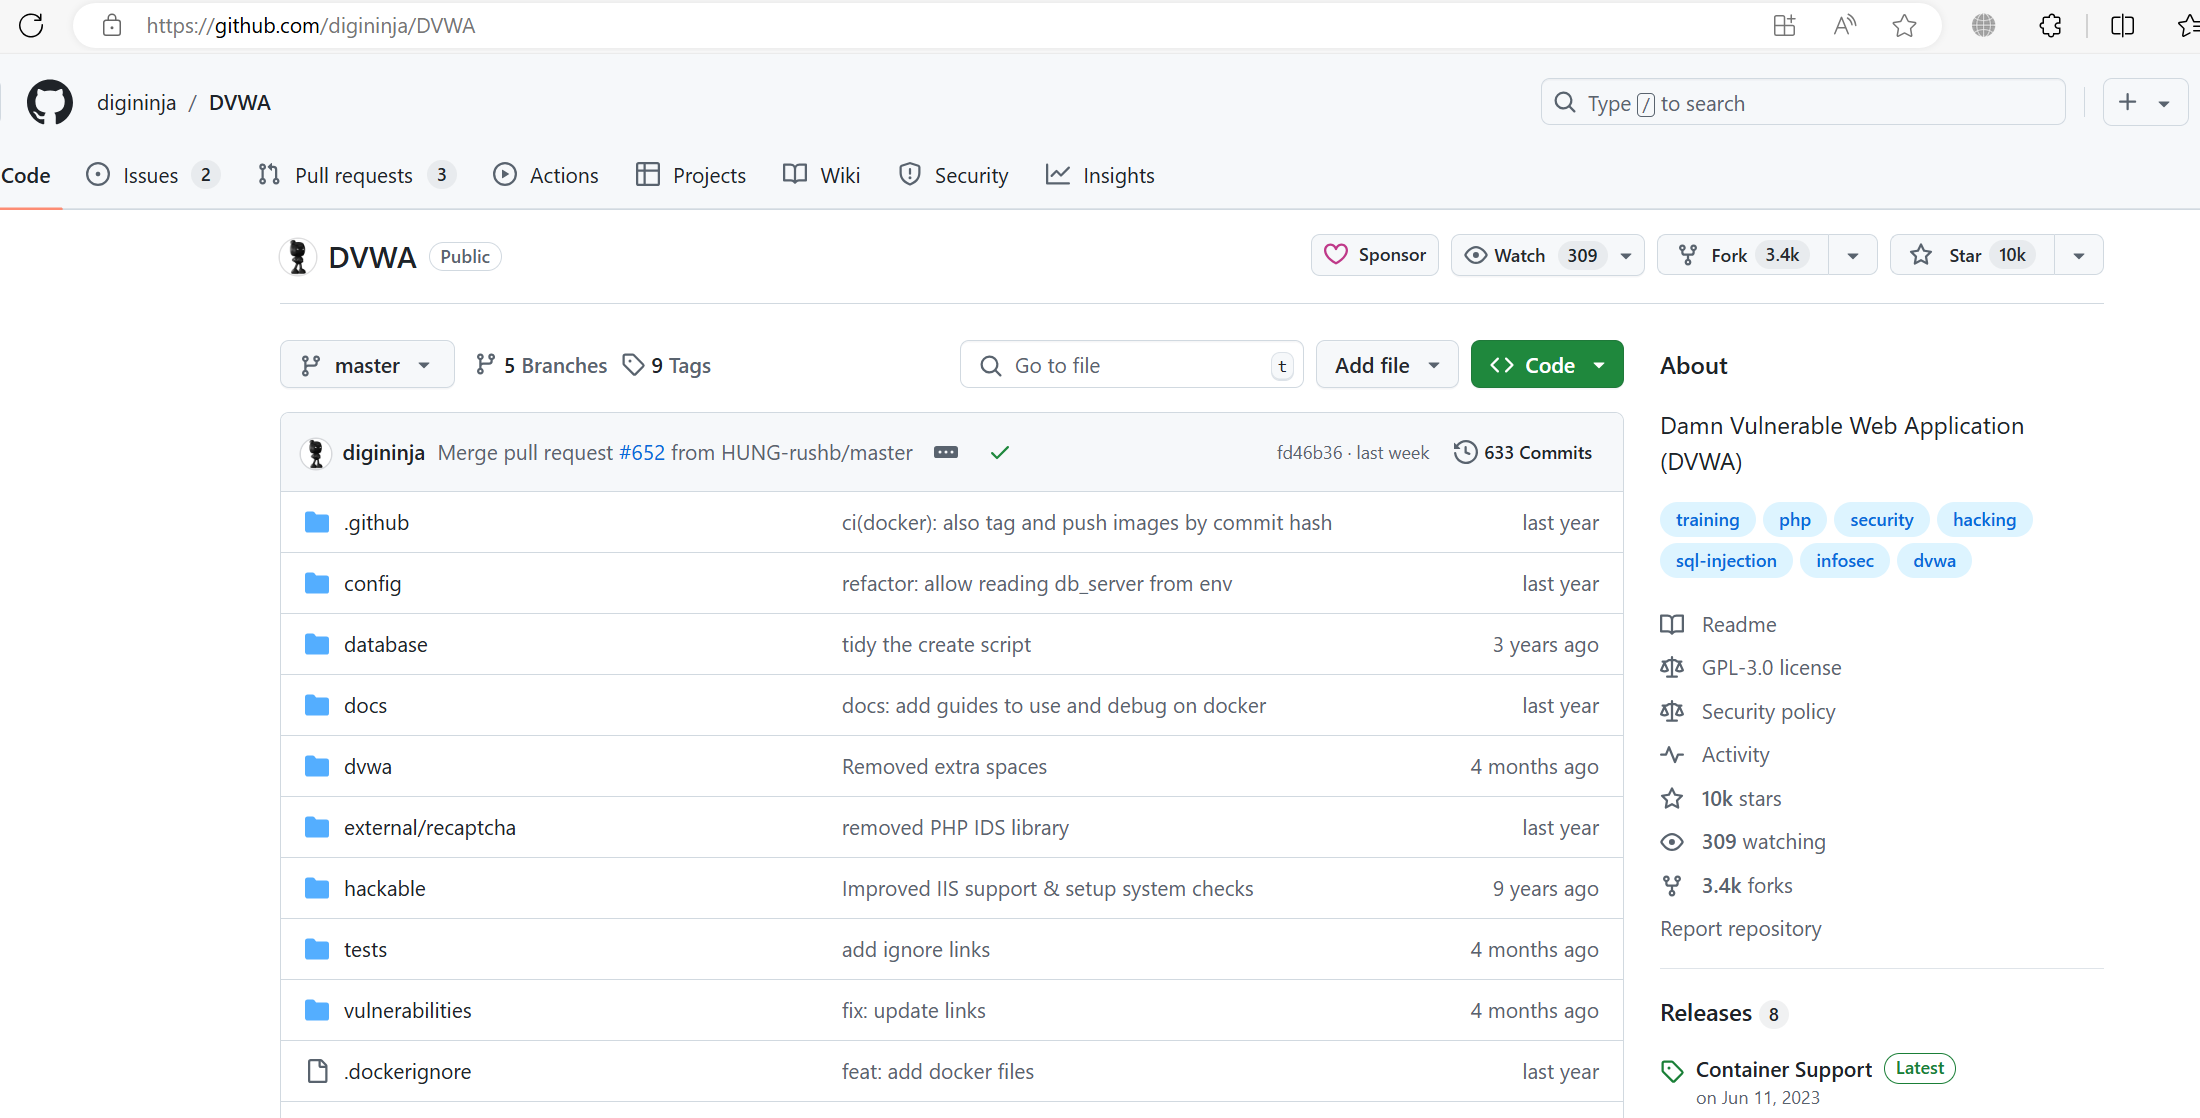 https://github.com/digininja/DVWA
digininja / DVWA
Type / to search
Code Issues 2 Pull requests 3 Actions Projects Wiki Security Insights
DVWA Public
Sponsor Watch 309 Fork 3.4k Star 10k
master 5 Branches 9 Tags Go to file t Add file Code
digininja Merge pull request #652 from HUNG-rushb/master fd46b36 · last week 633 Commits
.github ci(docker): also tag and push images by commit hash last year
config refactor: allow reading db_server from env last year
database tidy the create script 3 years ago
docs docs: add guides to use and debug on docker last year
dvwa Removed extra spaces 4 months ago
external/recaptcha removed PHP IDS library last year
hackable Improved IIS support & setup system checks 9 years ago
tests add ignore links 4 months ago
vulnerabilities fix: update links 4 months ago
.dockerignore feat: add docker files last year
About
Damn Vulnerable Web Application
(DVWA)
training php security hacking
sql-injection infosec dvwa
Readme
GPL-3.0 license
Security policy
Activity
10k stars
309 watching
3.4k forks
Report repository
Releases 8
Container Support Latest
on Jun 11, 2023